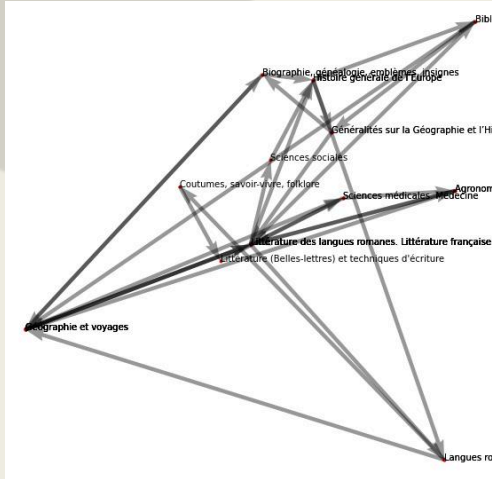 Bibl
Biographie, généalogie, emblèmes, insignes
Histoire générale de l'Europe
Généralités sur la Géographie et l'Hi
Sciences sociales
Coutumes, savoir-vivre, folklore
Agronom
Sciences médicales. Médecine
Littérature des langues romanes. Littérature française
Littérature (Belles-lettres) et techniques d'écriture
Géographie et voyages
Langues ro